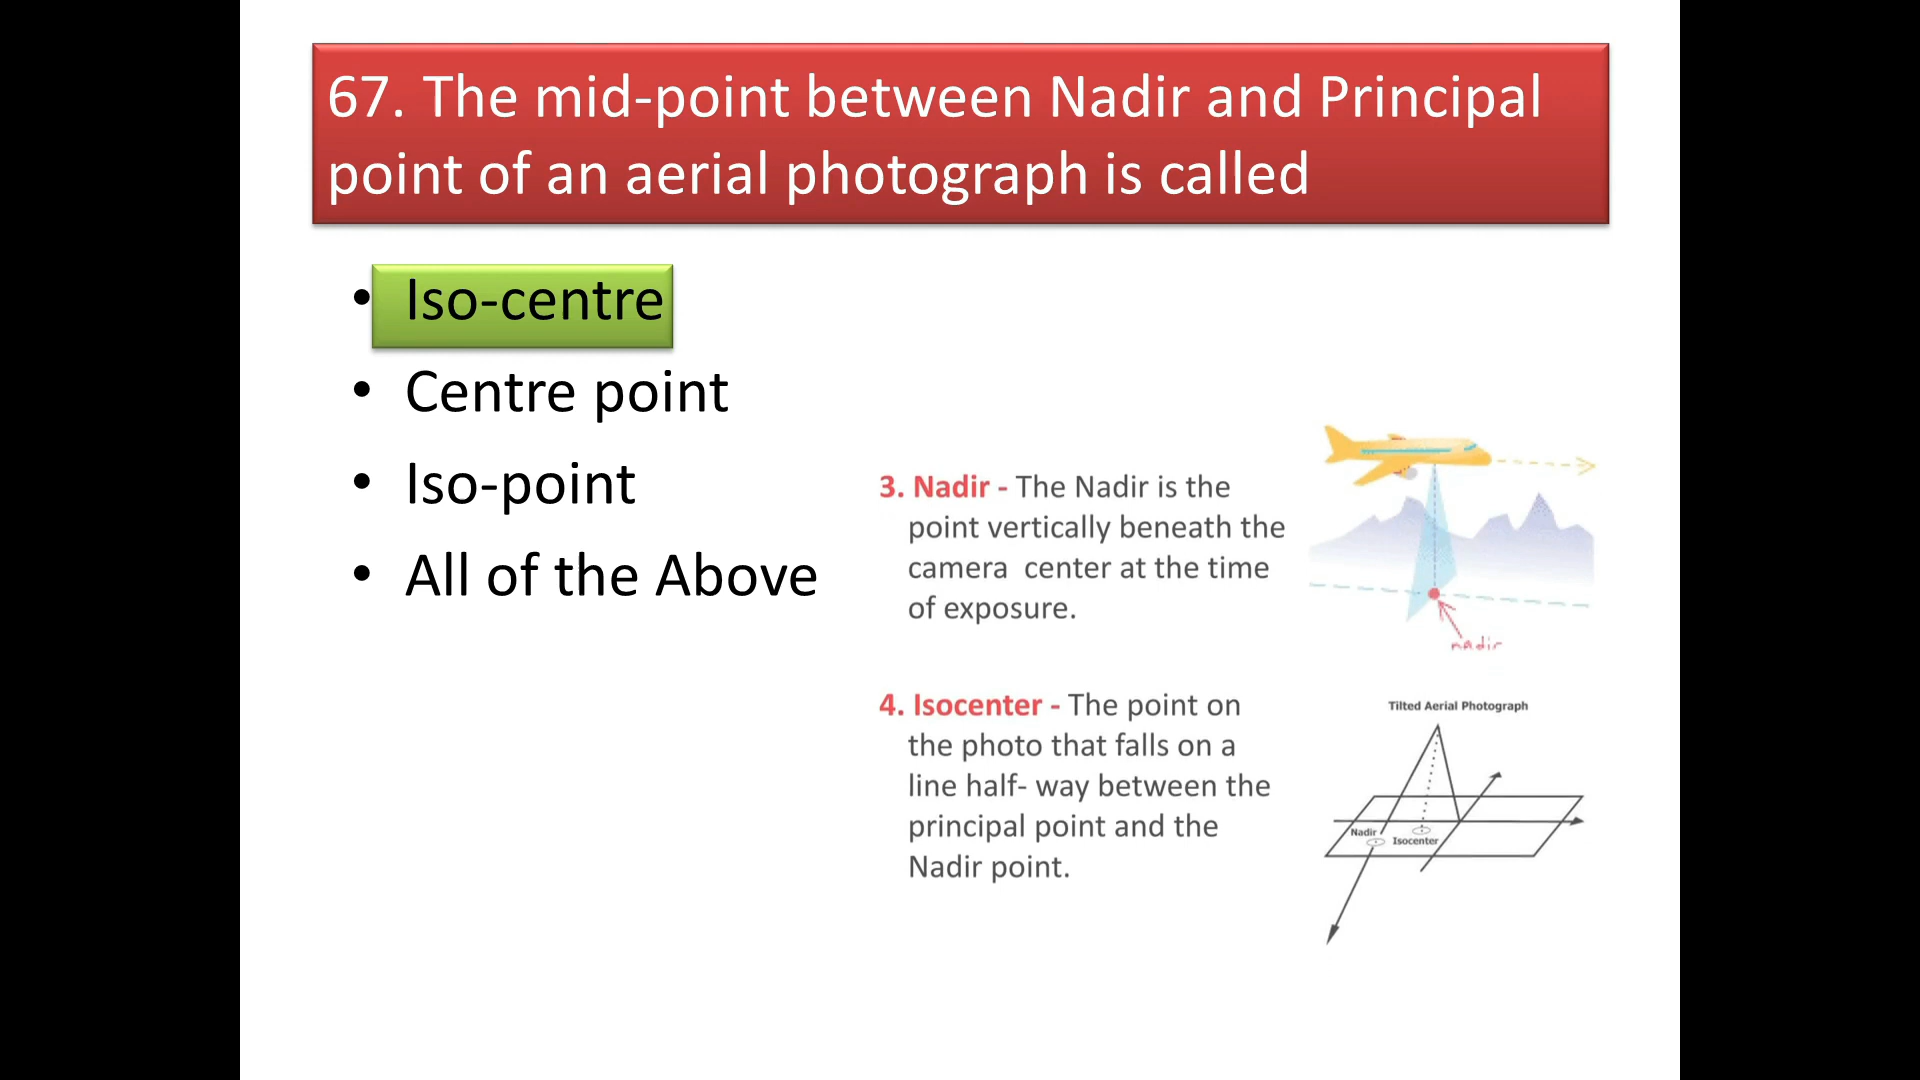 67. The mid-point between Nadir and Principal
point of an aerial photograph is called
• Iso-centre
• Centre point
• Iso-point
• All of the Above
3. Nadir - The Nadir is the
point vertically beneath the
camera center at the time
of exposure.
nadir
4. Isocenter - The point on
the photo that falls on a
line half- way between the
principal point and the
Nadir point.
Tilted Aerial Photograph
Nadir
Isocenter